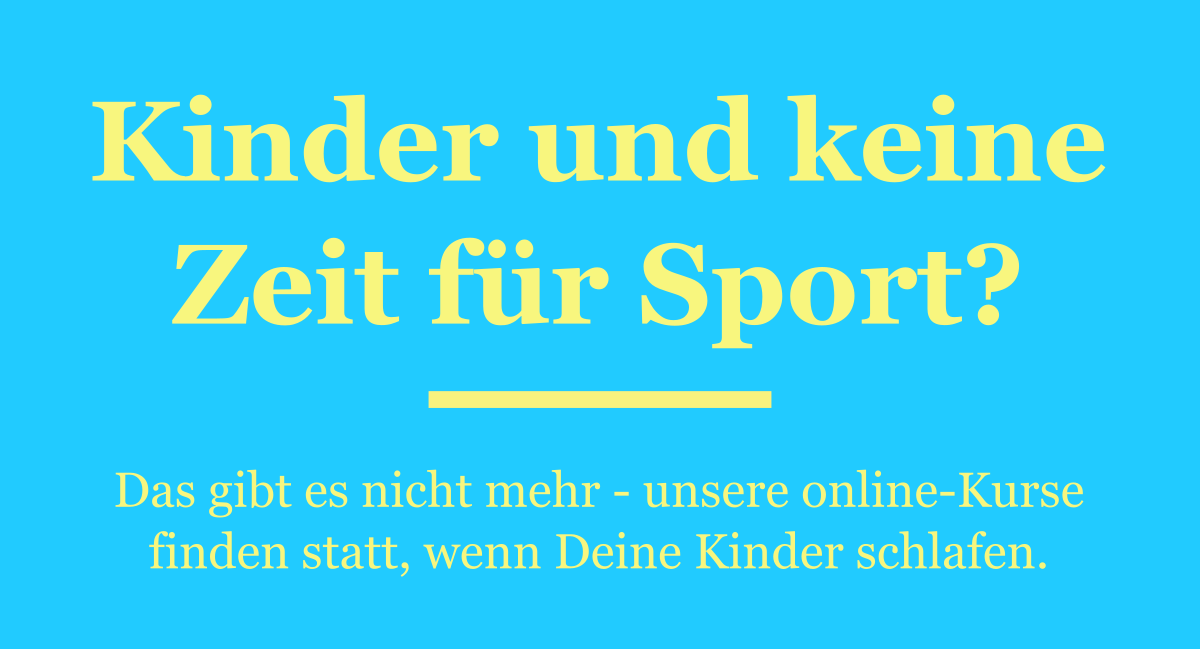 Kinder und keine
Zeit für Sport?
Das gibt es nicht mehr - unsere online-Kurse
finden statt, wenn Deine Kinder schlafen.